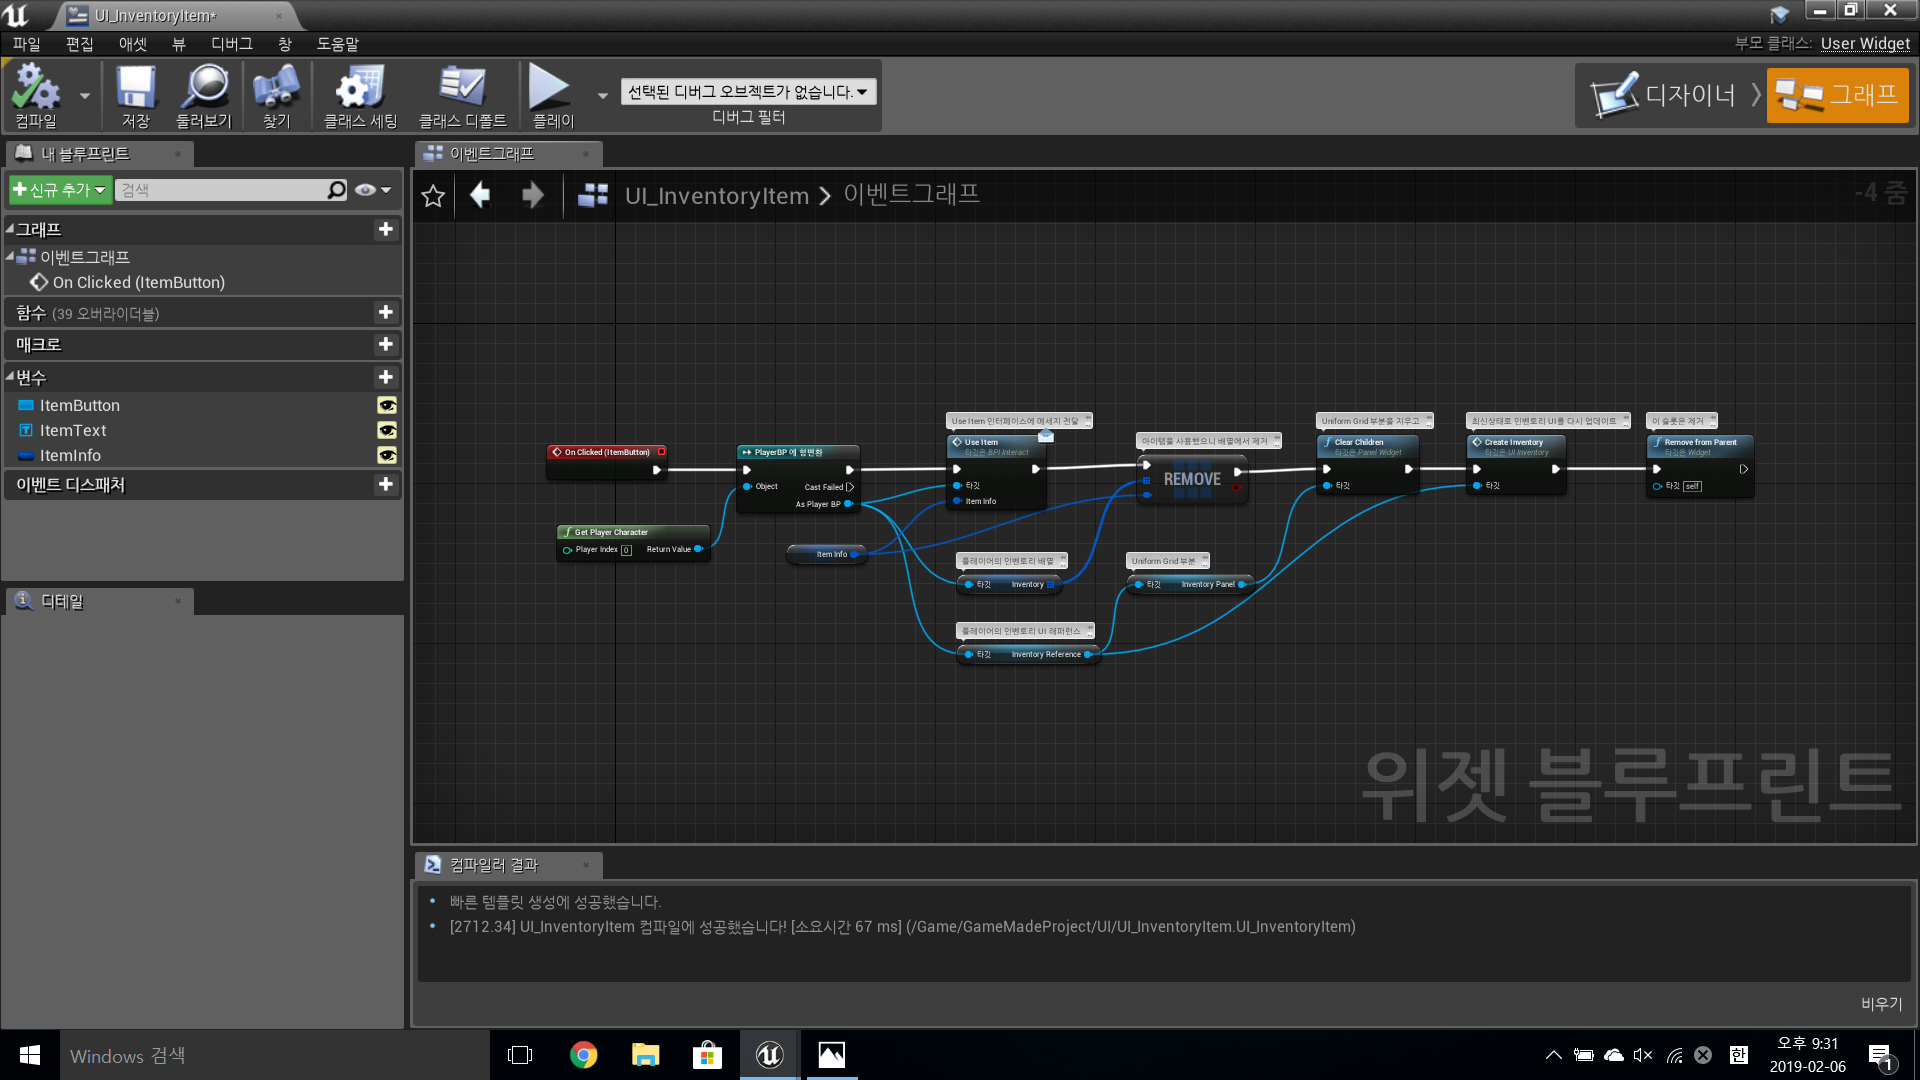 UI_InventoryItem*
파일 편집 애셋 뷰 디버그 창 도움말
부모 클래스: User Widget
컴파일 저장 둘러보기 찾기 클래스 세팅 클래스 디폴트 플레이
선택된 디버그 오브젝트가 없습니다.
디버그 필터
디자이너 그래프
내 블루프린트
이벤트그래프
신규 추가 검색
UI_InventoryItem > 이벤트그래프
-4 줌
그래프
이벤트그래프
On Clicked (ItemButton)
함수 (39 오버라이더블)
매크로
변수
ItemButton
ItemText
ItemInfo
이벤트 디스패처
디테일
On Clicked (ItemButton)
Get Player Character
Player Index 0 Return Value
PlayerBP 에 형변환
Object Cast Failed
As Player BP
Item Info
Use Item 인터페이스에 메세지 전달
Use Item
타깃은 BPI Interact
타깃
Item Info
아이템을 사용했으니 배열에서 제거
REMOVE
플레이어의 인벤토리 배열
타깃 Inventory
Uniform Grid 부분
타깃 Inventory Panel
플레이어의 인벤토리 UI 레퍼런스
타깃 Inventory Reference
Uniform Grid 부분을 지우고
Clear Children
타깃은 Panel Widget
타깃
최신상태로 인벤토리 UI를 다시 업데이트
Create Inventory
타깃은 UI Inventory
타깃
이 슬롯은 제거
Remove from Parent
타깃은 Widget
타깃 self
위젯 블루프린트
컴파일러 결과
빠른 템플릿 생성에 성공했습니다.
[2712.34] UI_InventoryItem 컴파일에 성공했습니다! [소요시간 67 ms] (/Game/GameMadeProject/UI/UI_InventoryItem.UI_InventoryItem)
비우기
Windows 검색
한
오후 9:31
2019-02-06
1